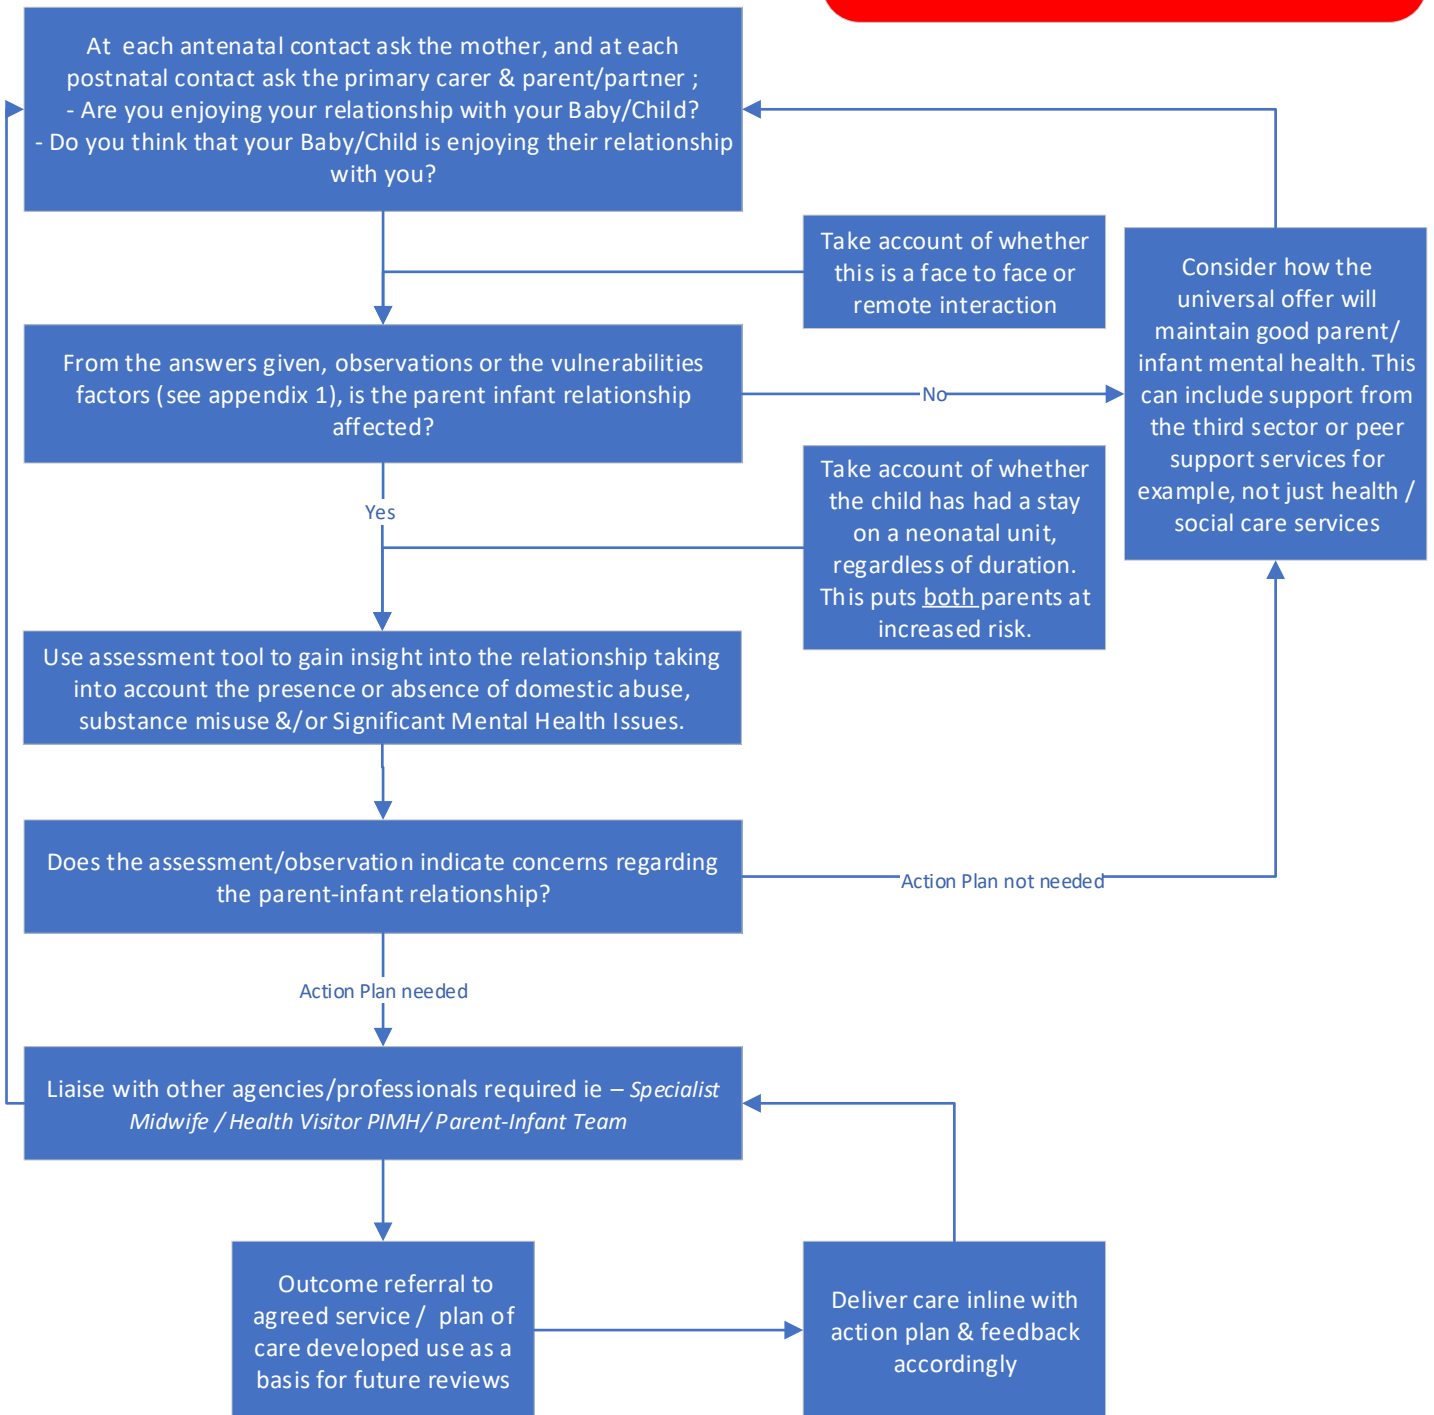 At each antenatal contact ask the mother, and at each
postnatal contact ask the primary carer & parent/partner ;
- Are you enjoying your relationship with your Baby/Child?
- Do you think that your Baby/Child is enjoying their relationship
with you?
Take account of whether
this is a face to face or
remote interaction
Consider how the
universal offer will
maintain good parent/
infant mental health. This
can include support from
the third sector or peer
support services for
example, not just health /
social care services
From the answers given, observations or the vulnerabilities
factors (see appendix 1), is the parent infant relationship
affected?
No
Yes
Take account of whether
the child has had a stay
on a neonatal unit,
regardless of duration.
This puts both parents at
increased risk.
Use assessment tool to gain insight into the relationship taking
into account the presence or absence of domestic abuse,
substance misuse &/or Significant Mental Health Issues.
Does the assessment/observation indicate concerns regarding
the parent-infant relationship?
Action Plan not needed
Action Plan needed
Liaise with other agencies/professionals required ie – Specialist
Midwife / Health Visitor PIMH/ Parent-Infant Team
Outcome referral to
agreed service / plan of
care developed use as a
basis for future reviews
Deliver care inline with
action plan & feedback
accordingly